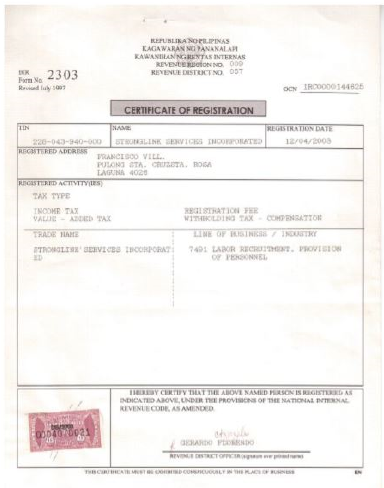 REPUBLIKA NG PILIPINAS
KAGAWARAN NG PANANALAPI
KAWANIHAN NG RENTAS INTERNAS
REVENUE REGION NO. 009
REVENUE DISTRICT NO. 057
BIR
Form No. 2303
Revised July 1997
OCN IRC0000144825
CERTIFICATE OF REGISTRATION
TIN NAME REGISTRATION DATE
228-043-940-000 STRONGLINK SERVICES INCORPORATED 12/04/2003
REGISTERED ADDRESS
FRANCISCO VILL.
PULONG STA. CRUZSTA. ROSA
LAGUNA 4026
REGISTERED ACTIVITY(IES)
TAX TYPE
INCOME TAX REGISTRATION FEE
VALUE - ADDED TAX WITHHOLDING TAX - COMPENSATION
TRADE NAME LINE OF BUSINESS / INDUSTRY
STRONGLINK SERVICES INCORPORAT 7491 LABOR RECRUITMENT, PROVISION
ED OF PERSONNEL
I HEREBY CERTIFY THAT THE ABOVE NAMED PERSON IS REGISTERED AS
INDICATED ABOVE, UNDER THE PROVISIONS OF THE NATIONAL INTERNAL
REVENUE CODE, AS AMENDED.
GERARDO FLORENDO
REVENUE DISTRICT OFFICER (signature over printed name)
THIS CERTIFICATE MUST BE EXHIBITED CONSPICUOUSLY IN THE PLACE OF BUSINESS